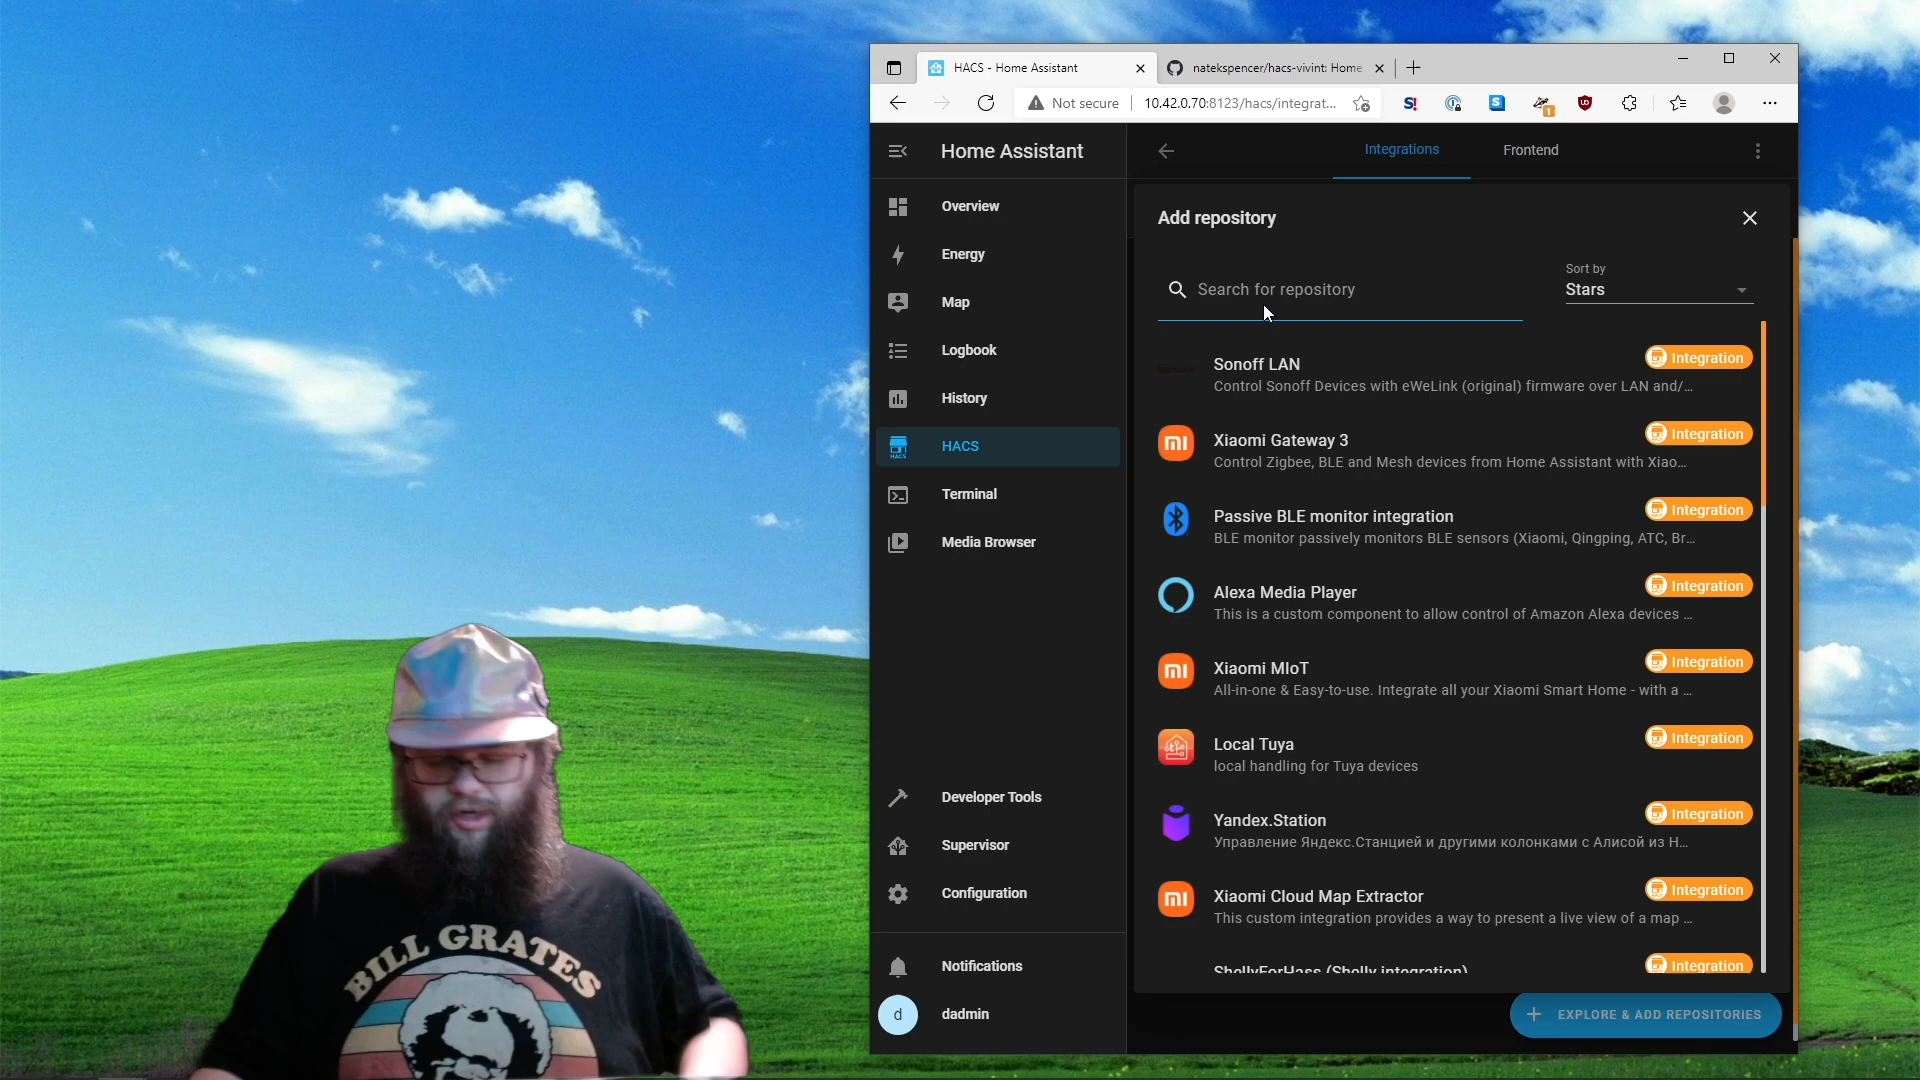 HACS - Home Assistant
natekspencer/hacs-vivint: Home
Not secure
10.42.0.70:8123/hacs/integrat...
S!
S
1
Home Assistant
Overview
Energy
Map
Logbook
History
HACS
HACS
Terminal
Media Browser
Developer Tools
Supervisor
Configuration
Notifications
d
dadmin
Integrations
Frontend
Add repository
Search for repository
Sort by
Stars
Sonoff LAN
Integration
Control Sonoff Devices with eWeLink (original) firmware over LAN and/...
Xiaomi Gateway 3
Integration
Control Zigbee, BLE and Mesh devices from Home Assistant with Xiao...
Passive BLE monitor integration
Integration
BLE monitor passively monitors BLE sensors (Xiaomi, Qingping, ATC, Br...
Alexa Media Player
Integration
This is a custom component to allow control of Amazon Alexa devices ...
Xiaomi MIoT
Integration
All-in-one & Easy-to-use. Integrate all your Xiaomi Smart Home - with a ...
Local Tuya
Integration
local handling for Tuya devices
Yandex.Station
Integration
Управление Яндекс.Станцией и другими колонками с Алисой из Н...
Xiaomi Cloud Map Extractor
Integration
This custom integration provides a way to present a live view of a map ...
ShellyForHass (Shelly integration)
Integration
EXPLORE & ADD REPOSITORIES
BILL GRATES